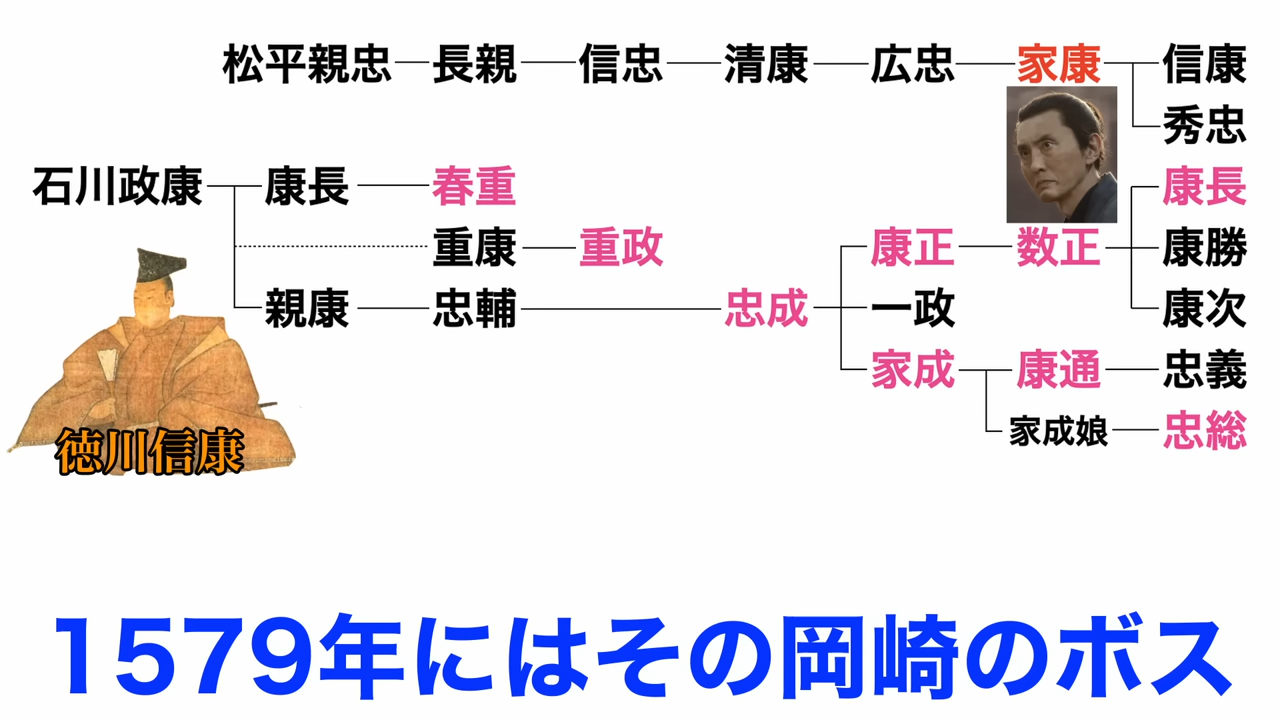 松平親忠 長親 信忠 清康 広忠 家康 信康
秀忠
石川政康 康長 春重 康長
重康 重政 康正 数正 康勝
親康 忠輔 忠成 一政 康次
家成 康通 忠義
家成娘 忠総
徳川信康
1579年にはその岡崎のボス